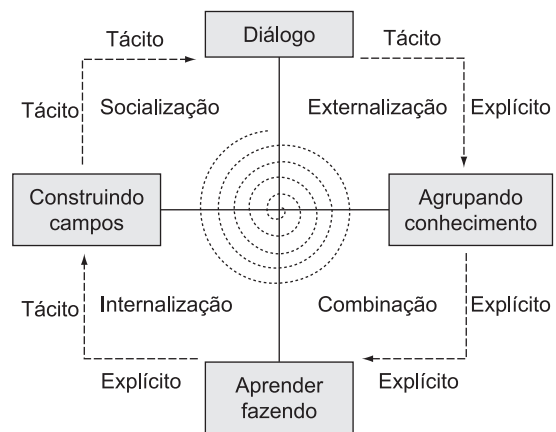 Diálogo
Tácito
Tácito
Tácito
Socialização
Externalização
Explícito
Construindo
campos
Agrupando
conhecimento
Tácito
Internalização
Combinação
Explícito
Explícito
Aprender
fazendo
Explícito